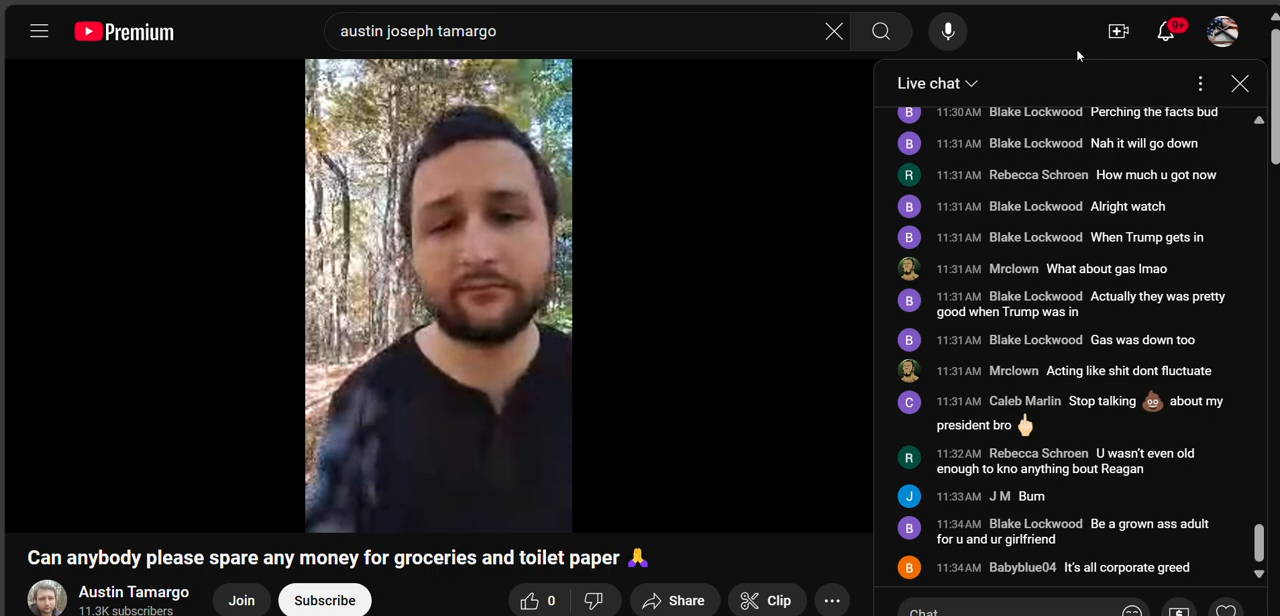 Premium
austin joseph tamargo
9+
Live chat
B 11:30 AM Blake Lockwood Perching the facts bud
B 11:31 AM Blake Lockwood Nah it will go down
R 11:31 AM Rebecca Schroen How much u got now
B 11:31 AM Blake Lockwood Alright watch
B 11:31 AM Blake Lockwood When Trump gets in
11:31 AM Mrclown What about gas lmao
B 11:31 AM Blake Lockwood Actually they was pretty
good when Trump was in
B 11:31 AM Blake Lockwood Gas was down too
11:31 AM Mrclown Acting like shit dont fluctuate
C 11:31 AM Caleb Marlin Stop talking 💩 about my
president bro 🖕🏻
R 11:32 AM Rebecca Schroen U wasn't even old
enough to kno anything bout Reagan
J 11:33 AM J M Bum
B 11:34 AM Blake Lockwood Be a grown ass adult
for u and ur girlfriend
B 11:34 AM Babyblue04 It's all corporate greed
Chat
Can anybody please spare any money for groceries and toilet paper 🙏
Austin Tamargo
11.3K subscribers
Join
Subscribe
0
Share
Clip